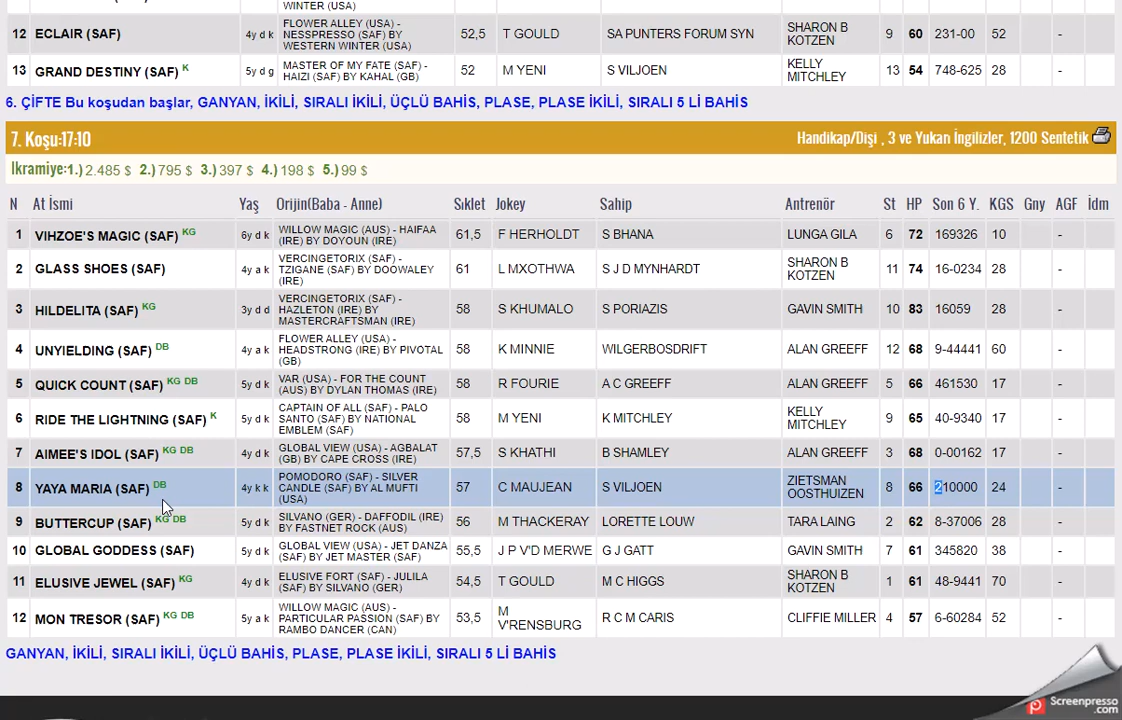 WINTER (USA)
12 ECLAIR (SAF) 4y d k FLOWER ALLEY (USA) - NESSPRESSO (SAF) BY WESTERN WINTER (USA) 52,5 T GOULD SA PUNTERS FORUM SYN SHARON B KOTZEN 9 60 231-00 52 -
13 GRAND DESTINY (SAF) K 5y d g MASTER OF MY FATE (SAF) - HAIZI (SAF) BY KAHAL (GB) 52 M YENI S VILJOEN KELLY MITCHLEY 13 54 748-625 28 -
6. ÇİFTE Bu koşudan başlar, GANYAN, İKİLİ, SIRALI İKİLİ, ÜÇLÜ BAHİS, PLASE, PLASE İKİLİ, SIRALI 5 Lİ BAHİS
7. Koşu:17:10 Handikap/Dişi , 3 ve Yukarı İngilizler, 1200 Sentetik
İkramiye:1.) 2.485 $ 2.) 795 $ 3.) 397 $ 4.) 198 $ 5.) 99 $
N At İsmi Yaş Orijin(Baba - Anne) Sıklet Jokey Sahip Antrenör St HP Son 6 Y. KGS Gny AGF İdm
1 VIHZOE'S MAGIC (SAF) KG 6y d k WILLOW MAGIC (AUS) - HAIFAA (IRE) BY DOYOUN (IRE) 61,5 F HERHOLDT S BHANA LUNGA GILA 6 72 169326 10 -
2 GLASS SHOES (SAF) 4y a k VERCINGETORIX (SAF) - TZIGANE (SAF) BY DOOWALEY (IRE) 61 L MXOTHWA S J D MYNHARDT SHARON B KOTZEN 11 74 16-0234 28 -
3 HILDELITA (SAF) KG 3y d d VERCINGETORIX (SAF) - HAZLETON (IRE) BY MASTERCRAFTSMAN (IRE) 58 S KHUMALO S PORIAZIS GAVIN SMITH 10 83 16059 28 -
4 UNYIELDING (SAF) DB 4y a k FLOWER ALLEY (USA) - HEADSTRONG (IRE) BY PIVOTAL (GB) 58 K MINNIE WILGERBOSDRIFT ALAN GREEFF 12 68 9-44441 60 -
5 QUICK COUNT (SAF) KG DB 5y d k VAR (USA) - FOR THE COUNT (AUS) BY DYLAN THOMAS (IRE) 58 R FOURIE A C GREEFF ALAN GREEFF 5 66 461530 17 -
6 RIDE THE LIGHTNING (SAF) K 5y d k CAPTAIN OF ALL (SAF) - PALO SANTO (SAF) BY NATIONAL EMBLEM (SAF) 58 M YENI K MITCHLEY KELLY MITCHLEY 9 65 40-9340 17 -
7 AIMEE'S IDOL (SAF) KG DB 4y d k GLOBAL VIEW (USA) - AGBALAT (GB) BY CAPE CROSS (IRE) 57,5 S KHATHI B SHAMLEY ALAN GREEFF 3 68 0-00162 17 -
8 YAYA MARIA (SAF) DB 4y k k POMODORO (SAF) - SILVER CANDLE (SAF) BY AL MUFTI (USA) 57 C MAUJEAN S VILJOEN ZIETSMAN OOSTHUIZEN 8 66 210000 24 -
9 BUTTERCUP (SAF) KG DB 5y d k SILVANO (GER) - DAFFODIL (IRE) BY FASTNET ROCK (AUS) 56 M THACKERAY LORETTE LOUW TARA LAING 2 62 8-37006 28 -
10 GLOBAL GODDESS (SAF) 5y d k GLOBAL VIEW (USA) - JET DANZA (SAF) BY JET MASTER (SAF) 55,5 J P V'D MERWE G J GATT GAVIN SMITH 7 61 345820 38 -
11 ELUSIVE JEWEL (SAF) KG 4y d k ELUSIVE FORT (SAF) - JULILA (SAF) BY SILVANO (GER) 54,5 T GOULD M C HIGGS SHARON B KOTZEN 1 61 48-9441 70 -
12 MON TRESOR (SAF) KG DB 5y a k WILLOW MAGIC (AUS) - PARTICULAR PASSION (SAF) BY RAMBO DANCER (CAN) 53,5 M V'RENSBURG R C M CARIS CLIFFIE MILLER 4 57 6-60284 52 -
GANYAN, İKİLİ, SIRALI İKİLİ, ÜÇLÜ BAHİS, PLASE, PLASE İKİLİ, SIRALI 5 Lİ BAHİS
Screenpresso
.com